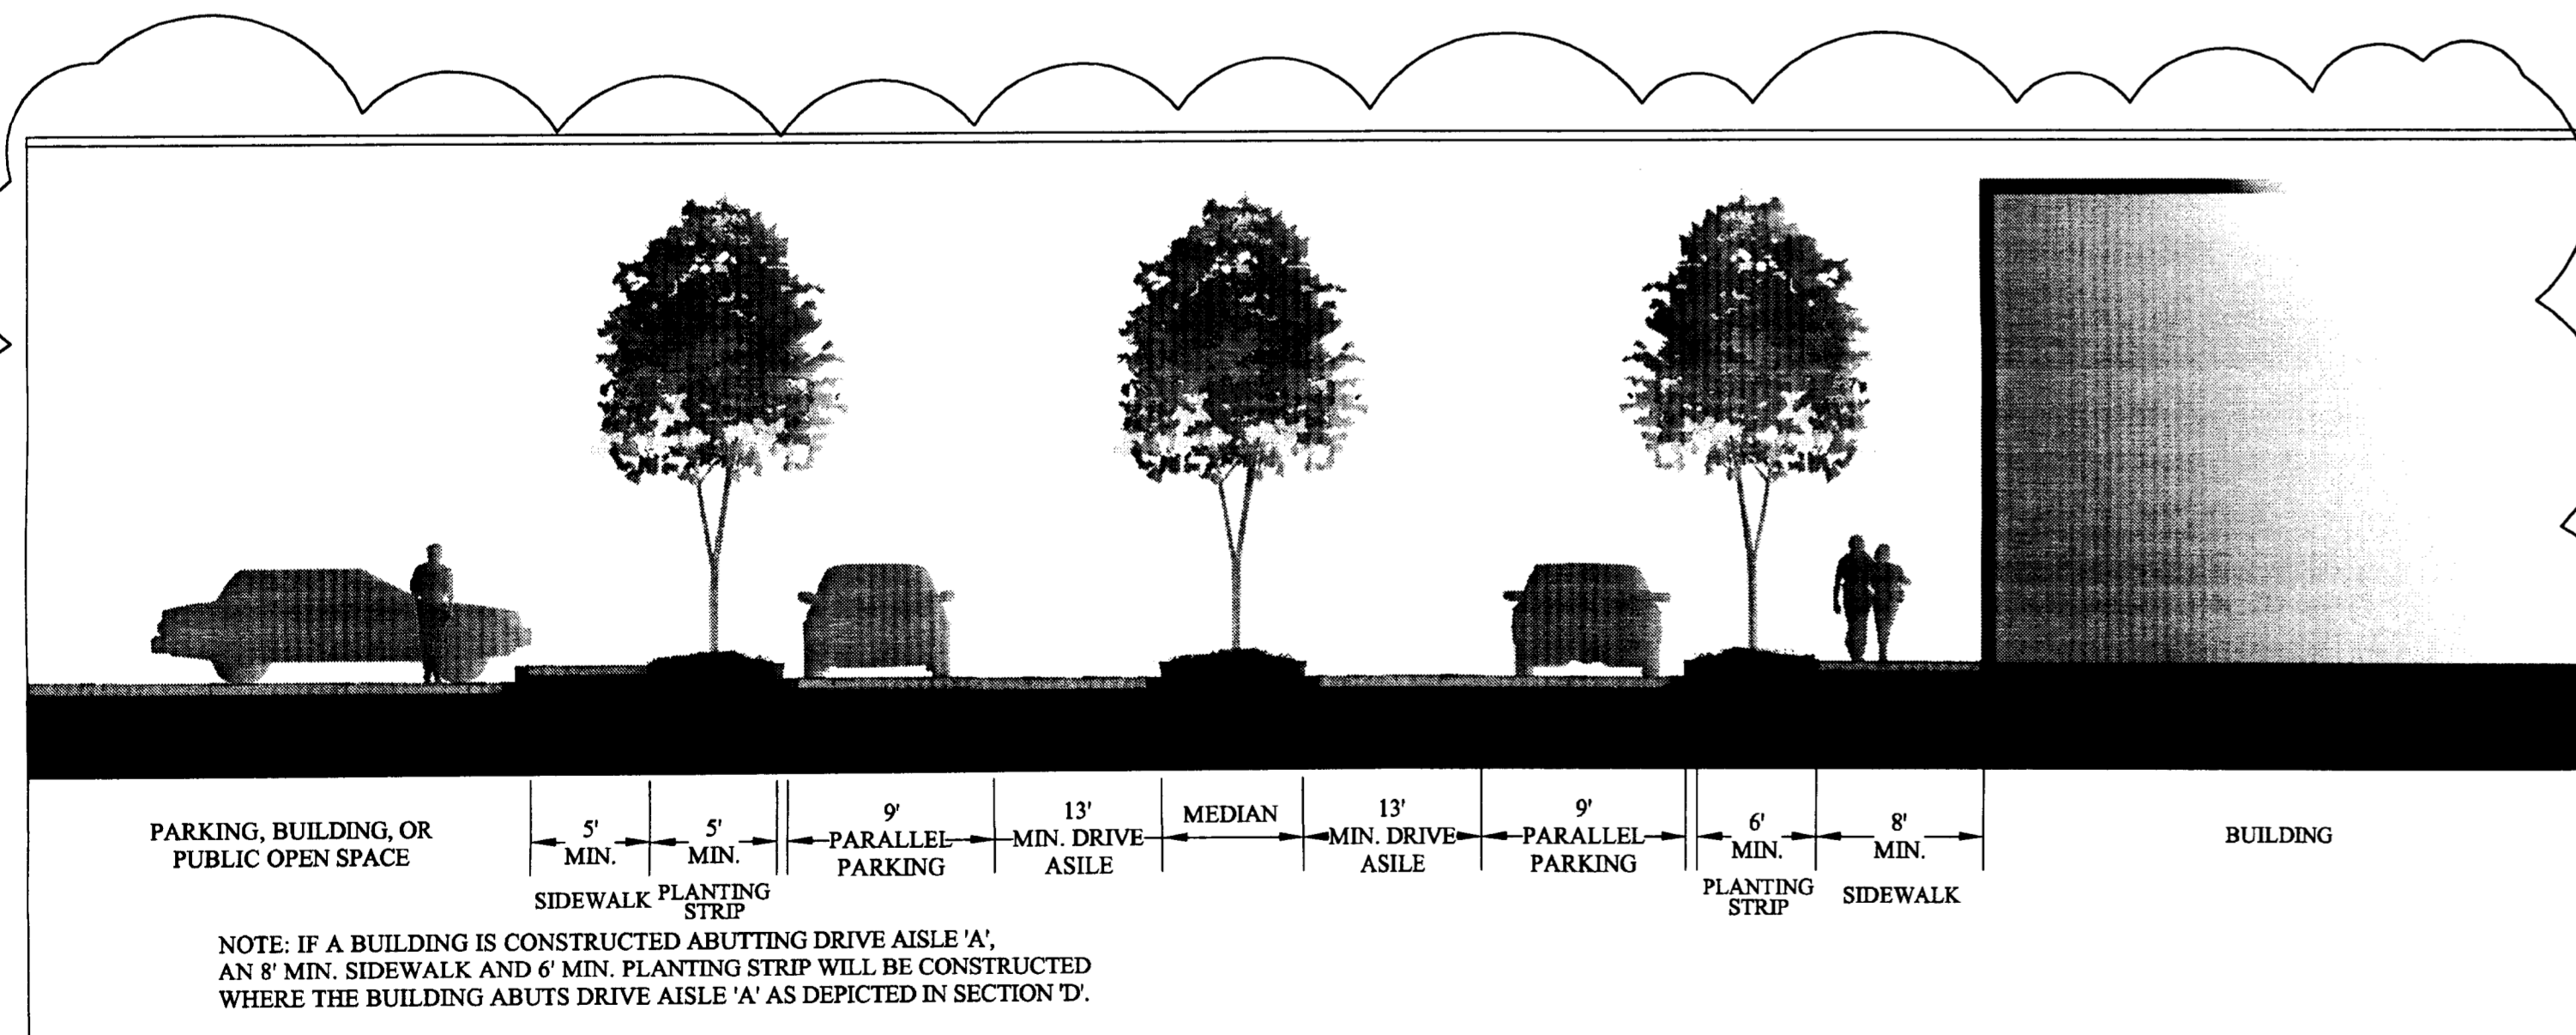 PARKING, BUILDING, OR
PUBLIC OPEN SPACE
5'
MIN.
SIDEWALK
5'
MIN.
PLANTING
STRIP
9'
PARALLEL
PARKING
13'
MIN. DRIVE
ASILE
MEDIAN
13'
MIN. DRIVE
ASILE
9'
PARALLEL
PARKING
6'
MIN.
PLANTING
STRIP
8'
MIN.
SIDEWALK
BUILDING
NOTE: IF A BUILDING IS CONSTRUCTED ABUTTING DRIVE AISLE 'A',
AN 8' MIN. SIDEWALK AND 6' MIN. PLANTING STRIP WILL BE CONSTRUCTED
WHERE THE BUILDING ABUTS DRIVE AISLE 'A' AS DEPICTED IN SECTION 'D'.